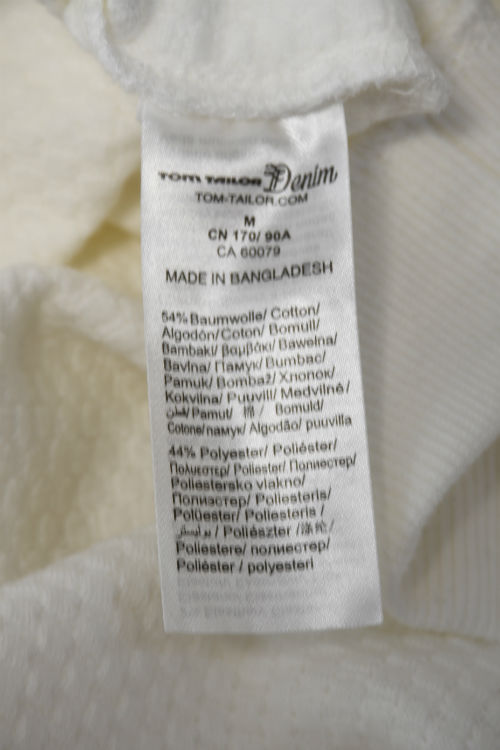 TOM TAILOR Denim
TOM-TAILOR.COM
M
CN 170/ 90A
CA 60079
MADE IN BANGLADESH
54% Baumwolle/ Cotton/
Algodón/ Coton/ Bomull/
Bambaki/ βαμβάκι/ Bawełna/
Bavlna/ Памук/ Bumbac/
Pamuk/ Bombaž/ Хлопок/
Kokvilna/ Puuvill/ Medvilnė/
قطن/ Pamut/ 棉 / Bomuld/
Cotone/ памук/ Algodão/ puuvilla
44% Polyester/ Poliéster/
Полиестер/ Poliester/ Полиестер/
Poliestersko vlakno/
Полиэстер/ Poliesteris/
Polüester/ Poliesteris /
بوليستر / Poliészter /涤纶/
Poliestere/ полиестер/
Poliéster / polyesteri